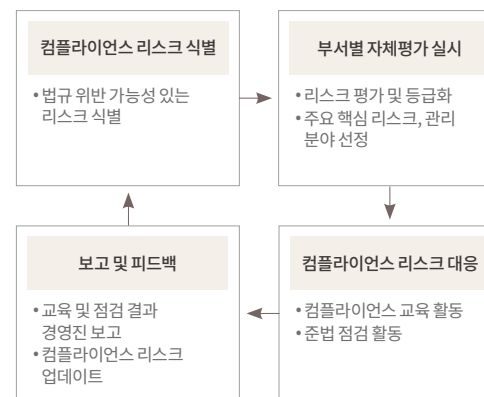 컴플라이언스 리스크 식별
• 법규 위반 가능성 있는
리스크 식별
부서별 자체평가 실시
• 리스크 평가 및 등급화
• 주요 핵심 리스크, 관리
분야 선정
보고 및 피드백
• 교육 및 점검 결과
경영진 보고
• 컴플라이언스 리스크
업데이트
컴플라이언스 리스크 대응
• 컴플라이언스 교육 활동
• 준법 점검 활동